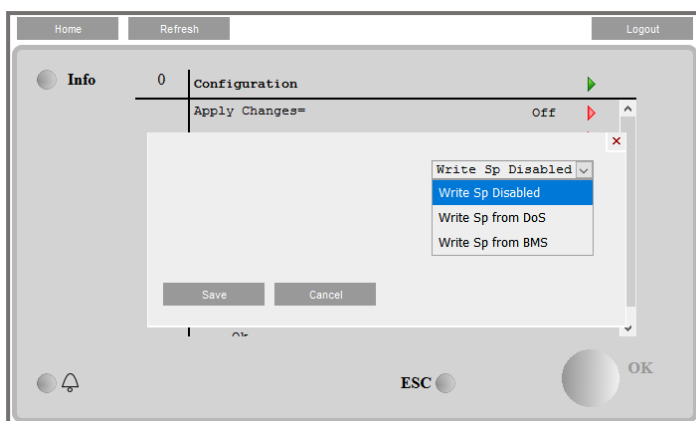 Home Refresh Logout
Info 0 Configuration
Apply Changes= Off
Write Sp Disabled
Write Sp Disabled
Write Sp from DoS
Write Sp from BMS
Save Cancel
ESC OK